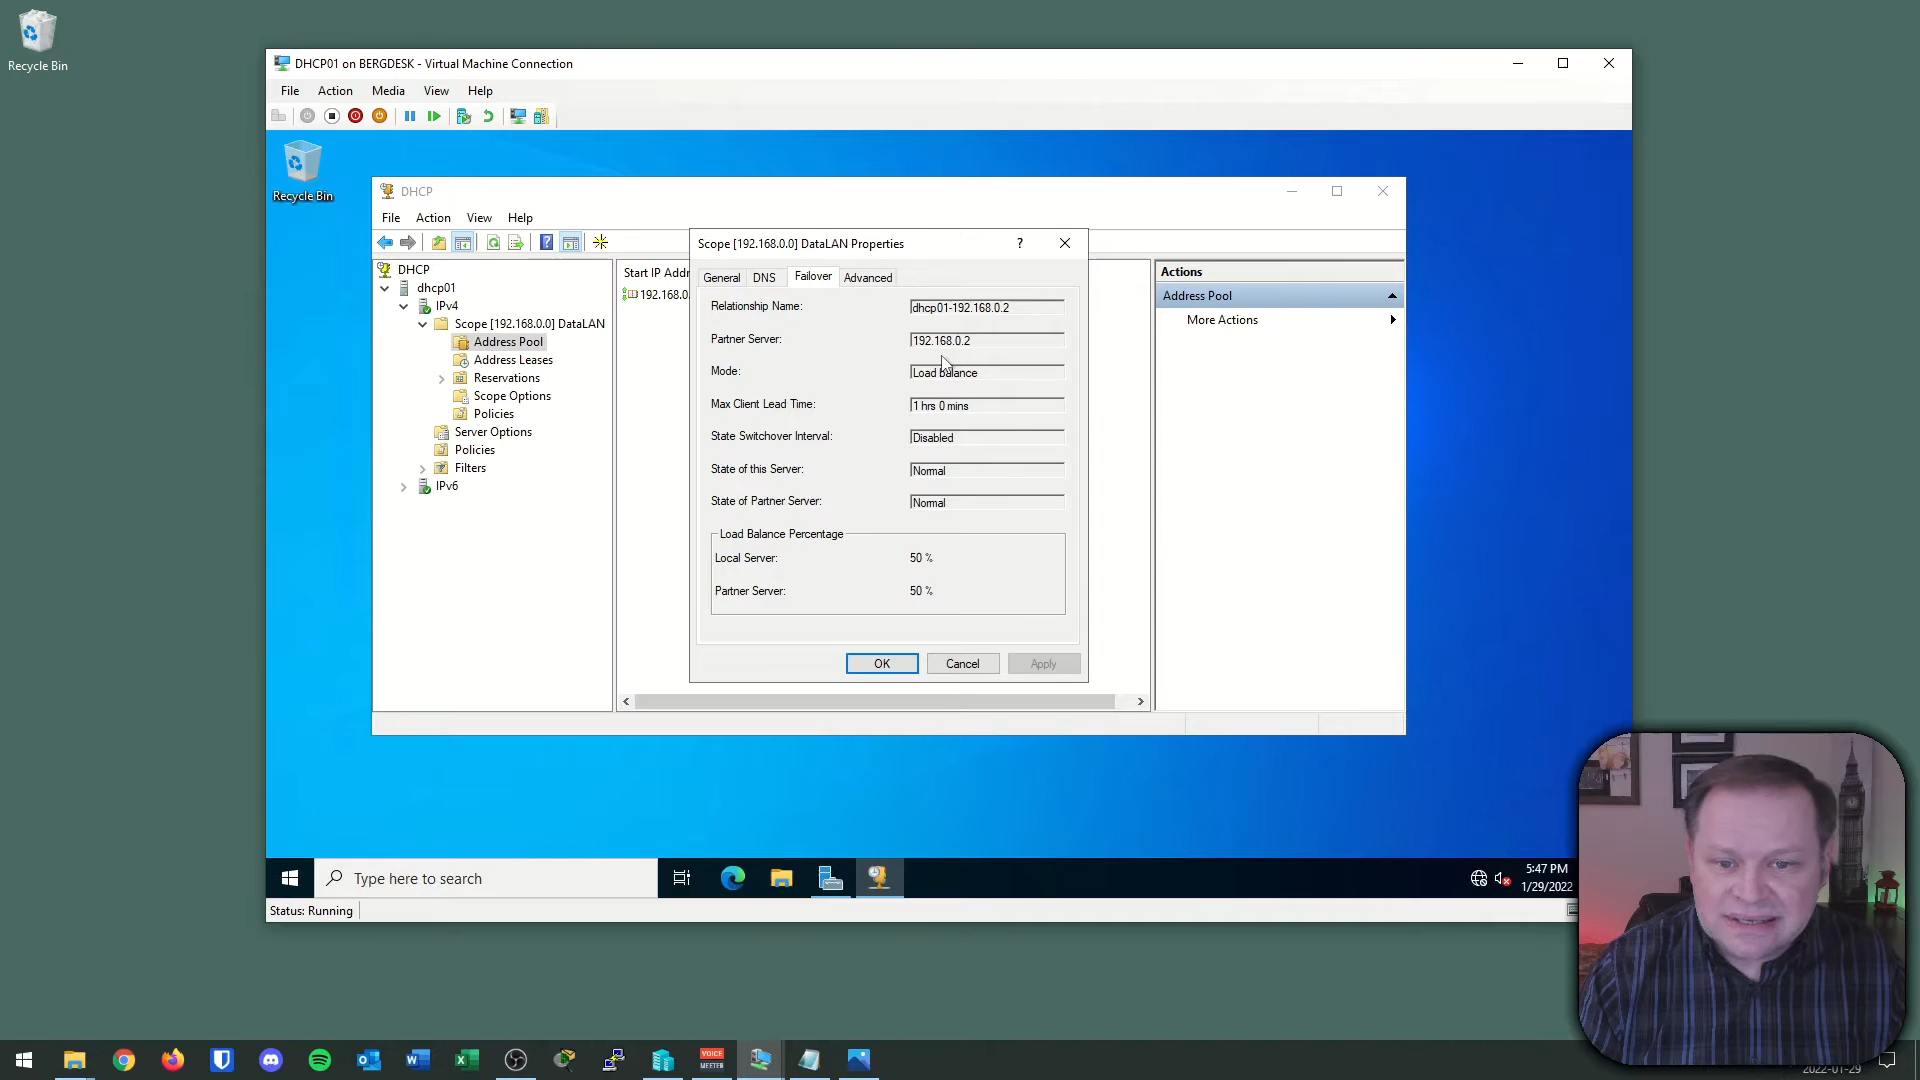 Recycle Bin
DHCP01 on BERGDESK - Virtual Machine Connection
File Action Media View Help
Recycle Bin
DHCP
File Action View Help
DHCP
dhcp01
IPv4
Scope [192.168.0.0] DataLAN
Address Pool
Address Leases
Reservations
Scope Options
Policies
Server Options
Policies
Filters
IPv6
Start IP Addr
192.168.0.
Scope [192.168.0.0] DataLAN Properties
General DNS Failover Advanced
Relationship Name: dhcp01-192.168.0.2
Partner Server: 192.168.0.2
Mode: Load balance
Max Client Lead Time: 1 hrs 0 mins
State Switchover Interval: Disabled
State of this Server: Normal
State of Partner Server: Normal
Load Balance Percentage
Local Server: 50 %
Partner Server: 50 %
OK Cancel Apply
Actions
Address Pool
More Actions
Type here to search
5:47 PM
1/29/2022
Status: Running
VOICE
MEETER
2022-01-29